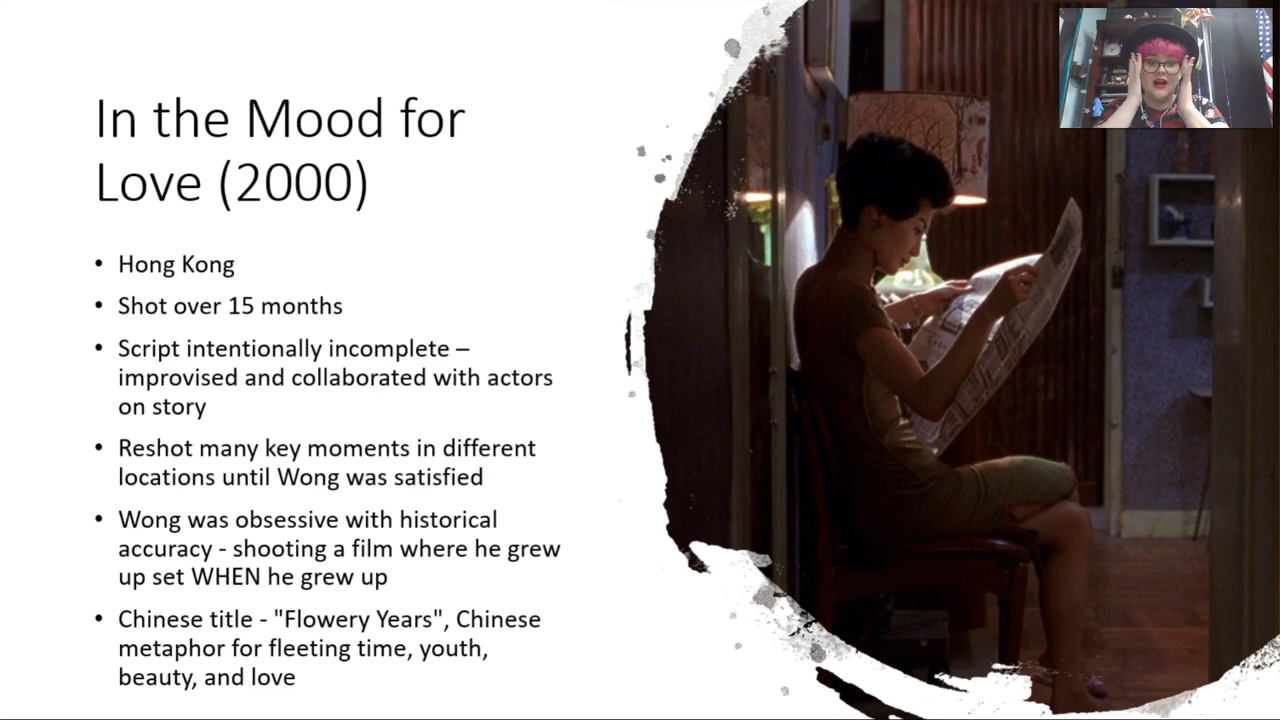 In the Mood for
Love (2000)
• Hong Kong
• Shot over 15 months
• Script intentionally incomplete –
improvised and collaborated with actors
on story
• Reshot many key moments in different
locations until Wong was satisfied
• Wong was obsessive with historical
accuracy - shooting a film where he grew
up set WHEN he grew up
• Chinese title - "Flowery Years", Chinese
metaphor for fleeting time, youth,
beauty, and love